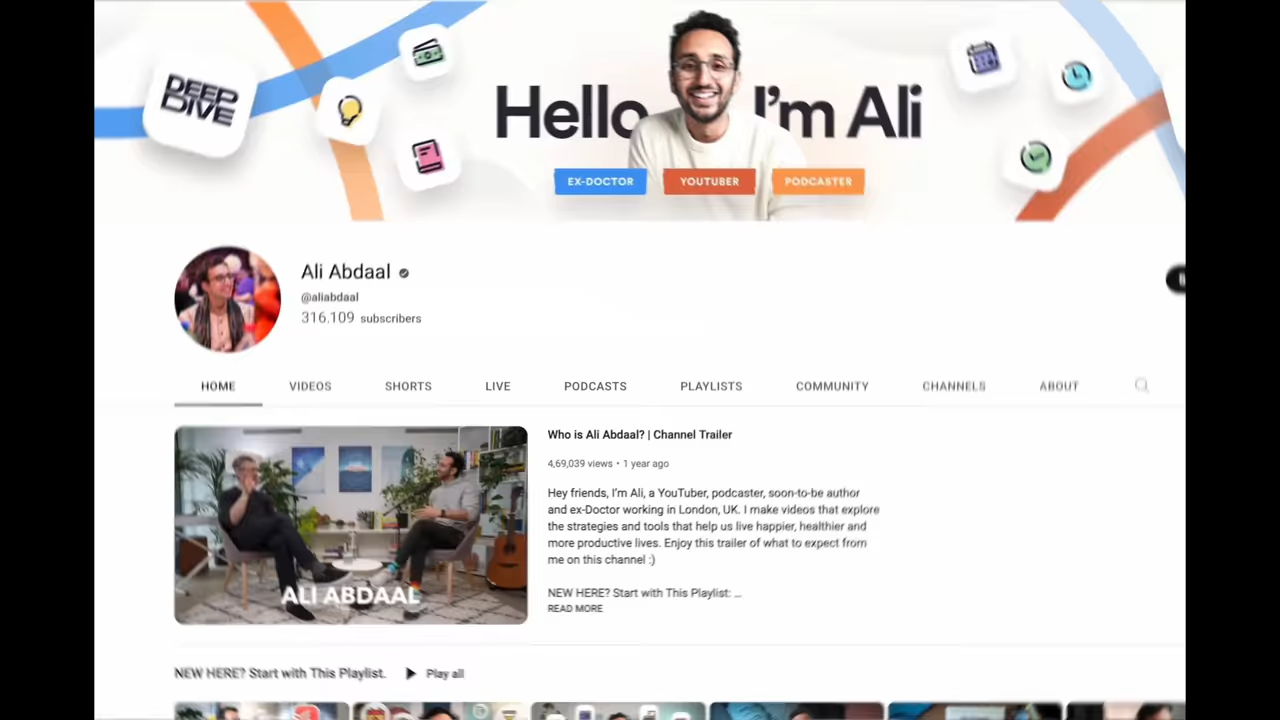 DEEP
DIVE
Hello I'm Ali
EX-DOCTOR
YOUTUBER
PODCASTER
Ali Abdaal
@aliabdaal
316.109 subscribers
HOME
VIDEOS
SHORTS
LIVE
PODCASTS
PLAYLISTS
COMMUNITY
CHANNELS
ABOUT
ALI ABDAAL
Who is Ali Abdaal? | Channel Trailer
4,69,039 views • 1 year ago
Hey friends, I'm Ali, a YouTuber, podcaster, soon-to-be author
and ex-Doctor working in London, UK. I make videos that explore
the strategies and tools that help us live happier, healthier and
more productive lives. Enjoy this trailer of what to expect from
me on this channel :)
NEW HERE? Start with This Playlist: ...
READ MORE
NEW HERE? Start with This Playlist.
Play all